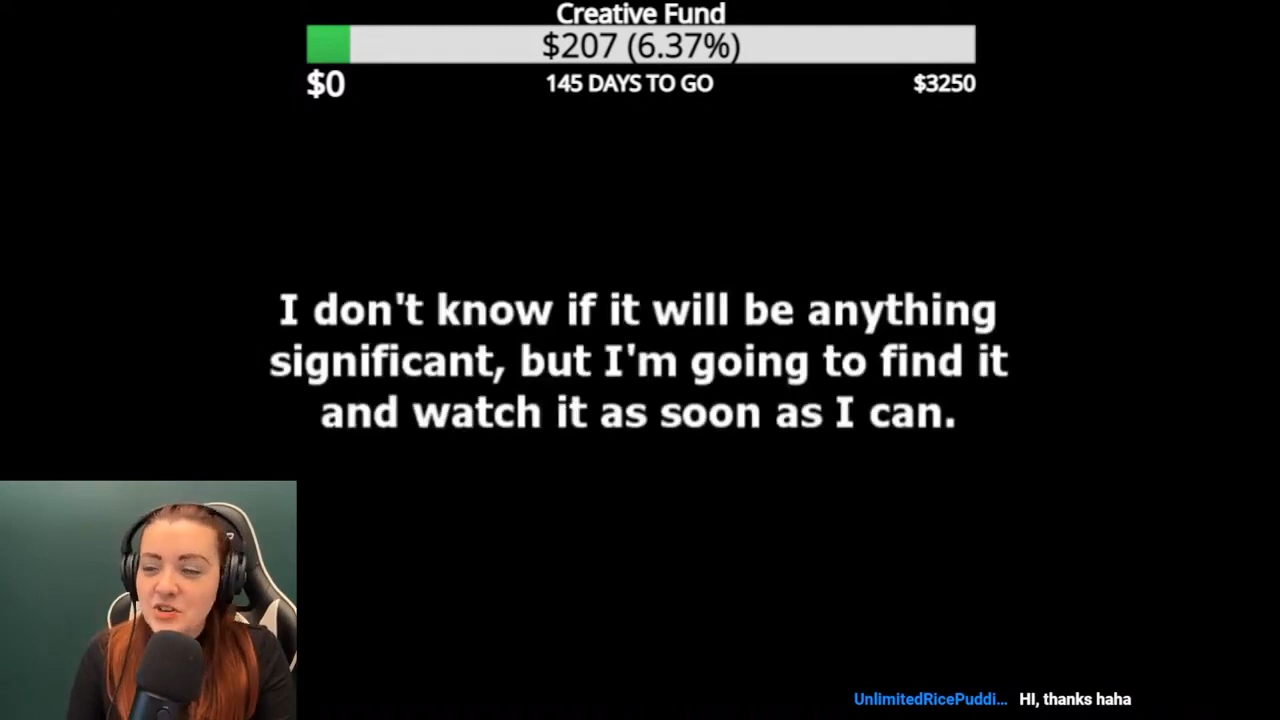 Creative Fund
$207 (6.37%)
$0 145 DAYS TO GO $3250
I don't know if it will be anything
significant, but I'm going to find it
and watch it as soon as I can.
UnlimitedRicePuddi... HI, thanks haha